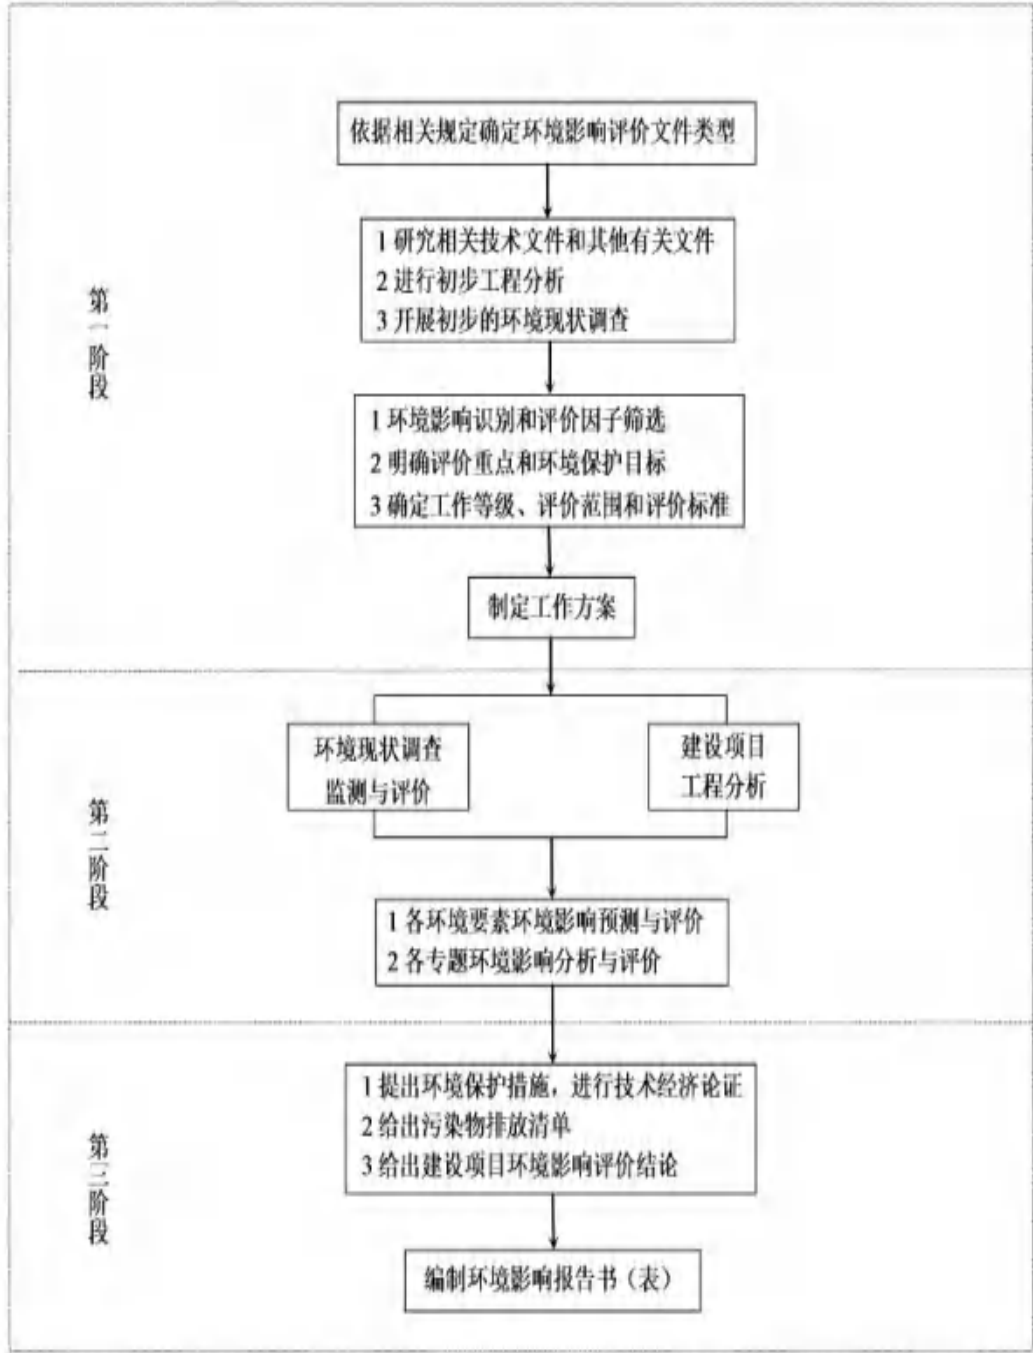 依据相关规定确定环境影响评价文件类型
1 研究相关技术文件和其他有关文件
2 进行初步工程分析
3 开展初步的环境现状调查
第一阶段
1 环境影响识别和评价因子筛选
2 明确评价重点和环境保护目标
3 确定工作等级、评价范围和评价标准
制定工作方案
环境现状调查
监测与评价
建设项目
工程分析
第二阶段
1 各环境要素环境影响预测与评价
2 各专题环境影响分析与评价
1 提出环境保护措施，进行技术经济论证
2 给出污染物排放清单
3 给出建设项目环境影响评价结论
第三阶段
编制环境影响报告书（表）